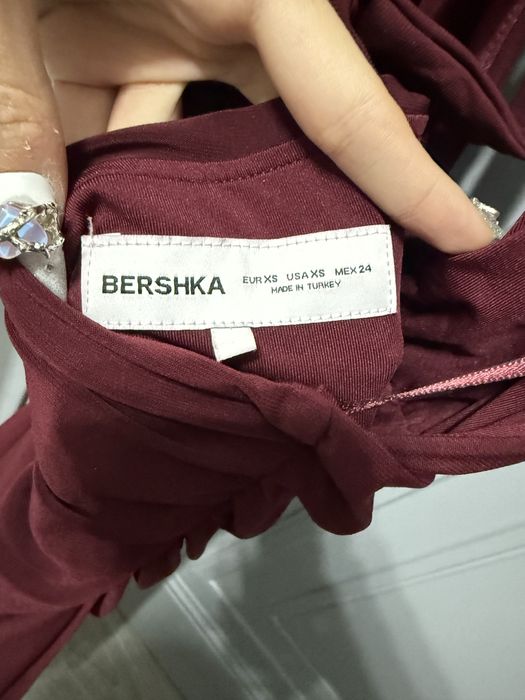 BERSHKA
EUR XS USA XS MEX 24
MADE IN TURKEY